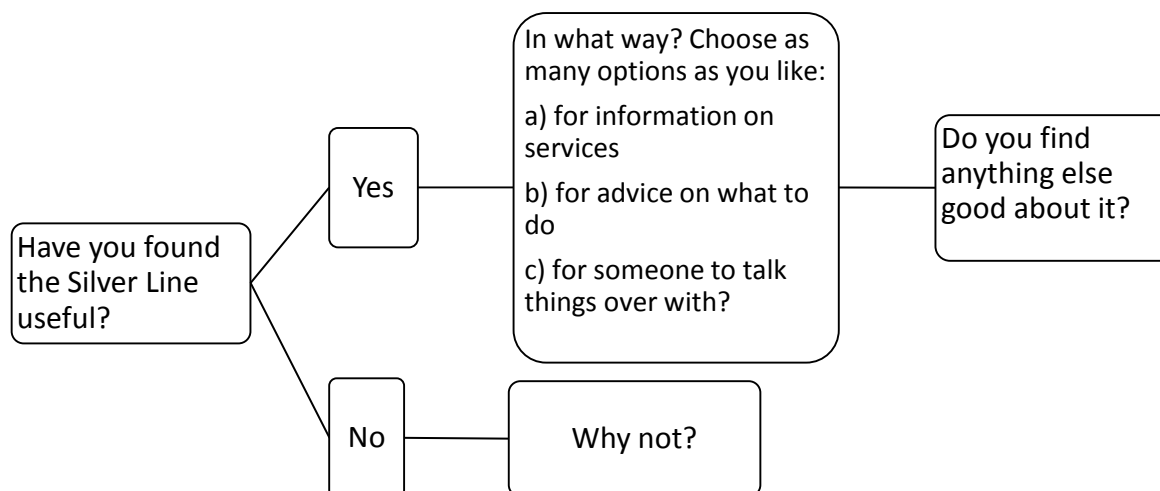 Have you found
the Silver Line
useful?
Yes
In what way? Choose as
many options as you like:
a) for information on
services
b) for advice on what to
do
c) for someone to talk
things over with?
Do you find
anything else
good about it?
No
Why not?